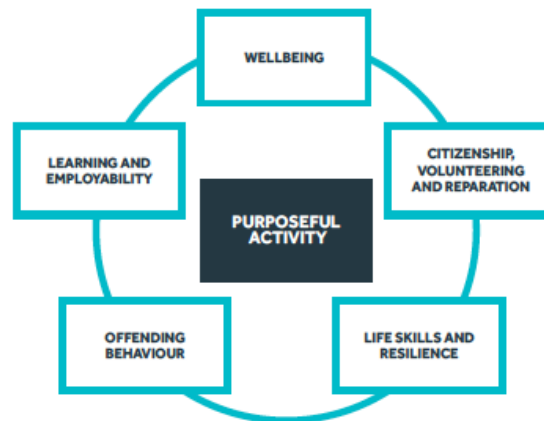 WELLBEING
LEARNING AND
EMPLOYABILITY
CITIZENSHIP,
VOLUNTEERING
AND REPARATION
PURPOSEFUL
ACTIVITY
OFFENDING
BEHAVIOUR
LIFE SKILLS AND
RESILIENCE